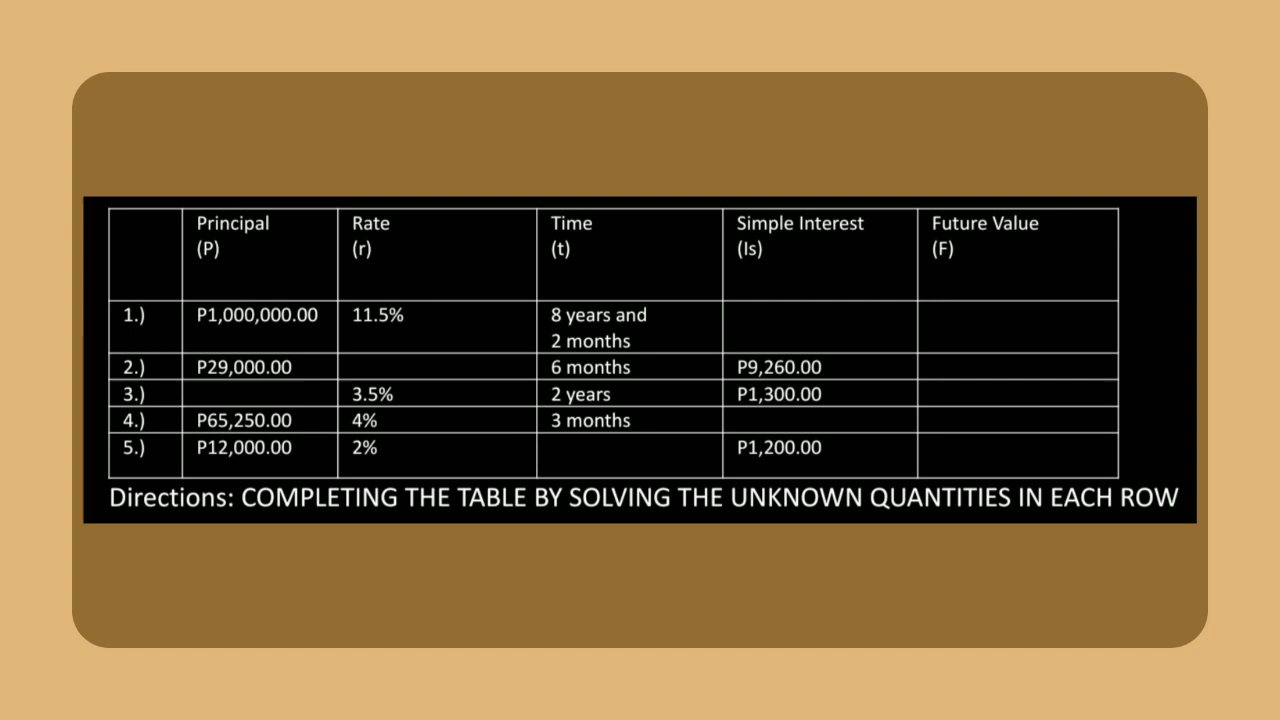 Principal Rate Time Simple Interest Future Value
(P) (r) (t) (Is) (F)
1.) P1,000,000.00 11.5% 8 years and
2 months
2.) P29,000.00 6 months P9,260.00
3.) 3.5% 2 years P1,300.00
4.) P65,250.00 4% 3 months
5.) P12,000.00 2% P1,200.00
Directions: COMPLETING THE TABLE BY SOLVING THE UNKNOWN QUANTITIES IN EACH ROW